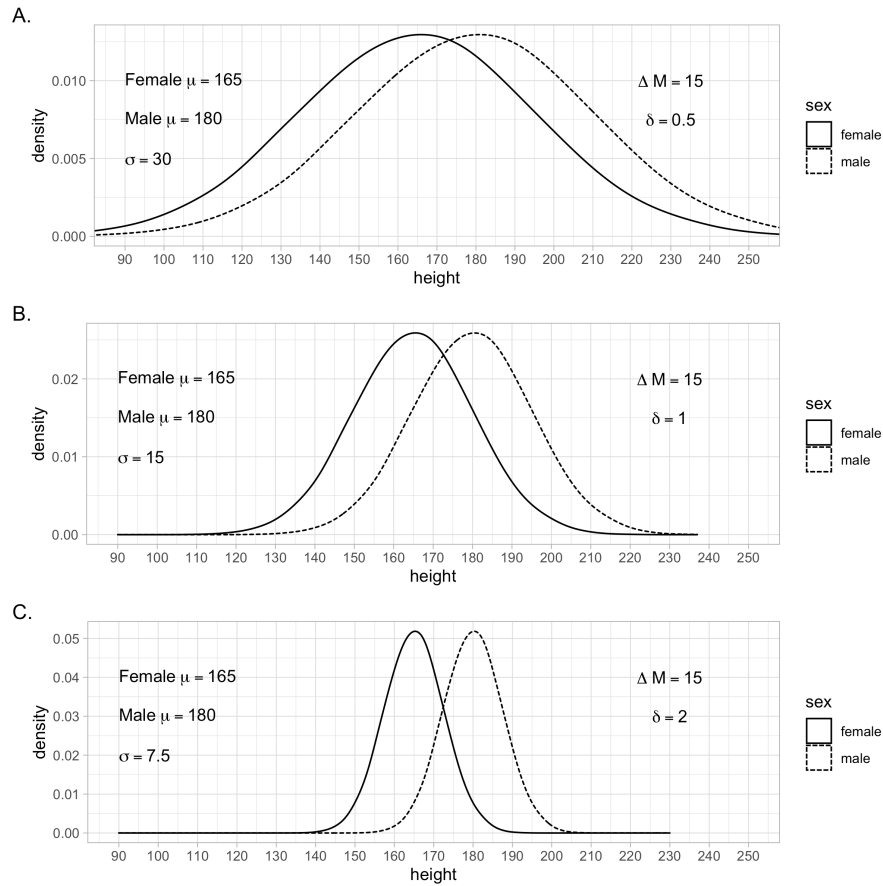 A.
Female μ = 165
Male μ = 180
σ = 30
Δ M = 15
δ = 0.5
density
0.010
0.005
0.000
90 100 110 120 130 140 150 160 170 180 190 200 210 220 230 240 250
height
sex
female
male
B.
Female μ = 165
Male μ = 180
σ = 15
Δ M = 15
δ = 1
density
0.02
0.01
0.00
90 100 110 120 130 140 150 160 170 180 190 200 210 220 230 240 250
height
sex
female
male
C.
Female μ = 165
Male μ = 180
σ = 7.5
Δ M = 15
δ = 2
density
0.05
0.04
0.03
0.02
0.01
0.00
90 100 110 120 130 140 150 160 170 180 190 200 210 220 230 240 250
height
sex
female
male